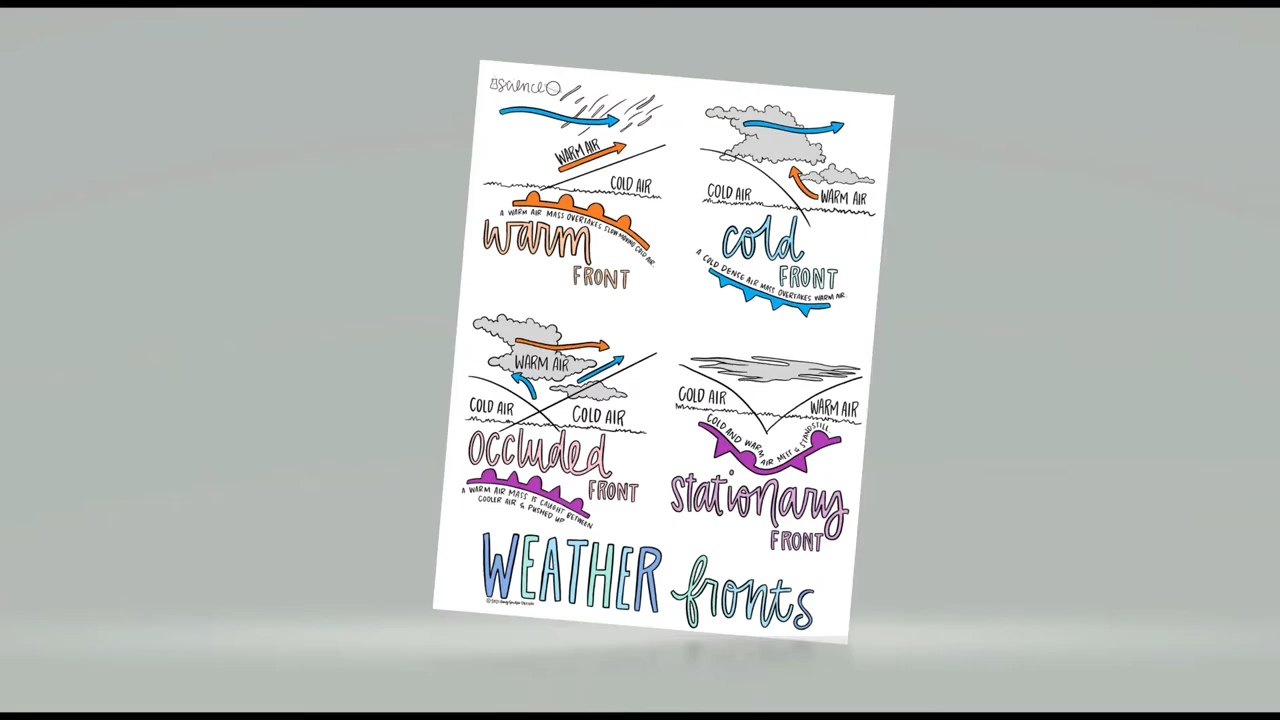 Science
WARM AIR
COLD AIR
A WARM AIR MASS OVERTAKES SLOW MOVING COLD AIR.
warm
FRONT
COLD AIR
WARM AIR
cold
FRONT
A COLD DENSE AIR MASS OVERTAKES WARM AIR.
WARM AIR
COLD AIR
COLD AIR
occluded
FRONT
A WARM AIR MASS IS CAUGHT BETWEEN
COOLER AIR & PUSHED UP
COLD AIR
WARM AIR
COLD AND WARM AIR MEET & STANDSTILL.
stationary
FRONT
WEATHER fronts